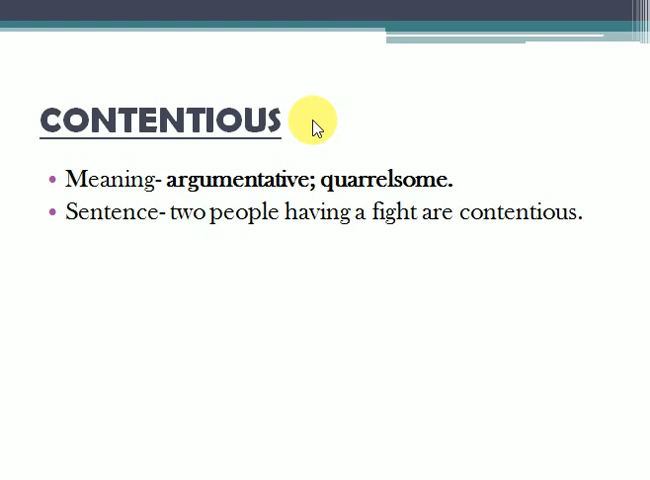 CONTENTIOUS
• Meaning- argumentative; quarrelsome.
• Sentence- two people having a fight are contentious.